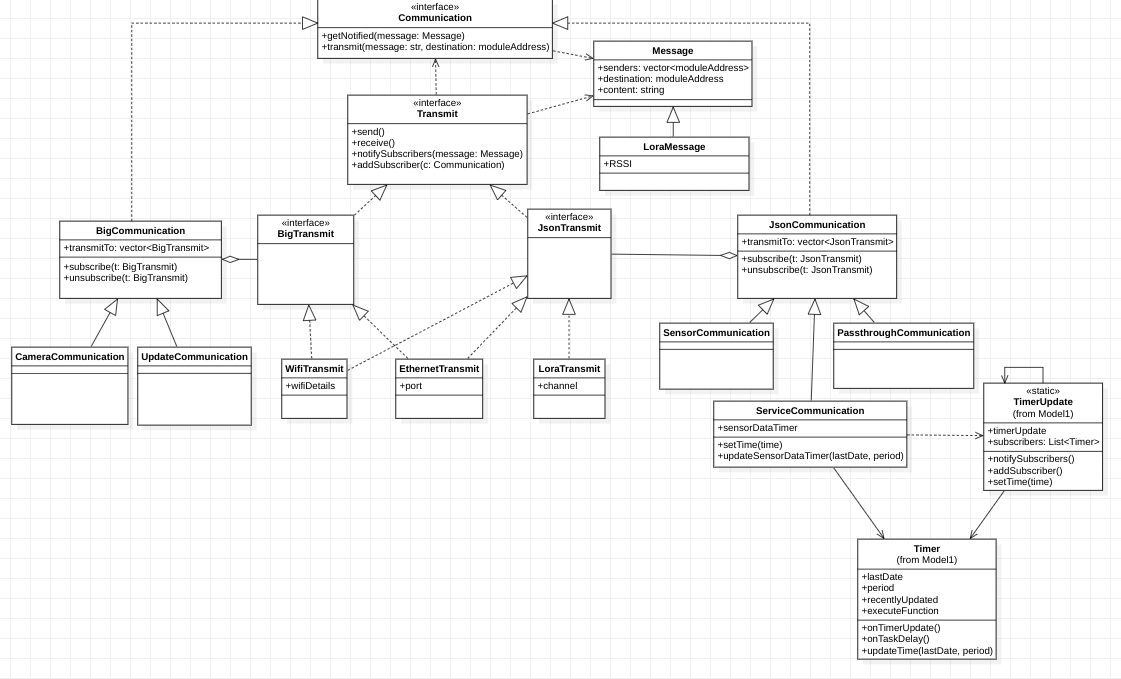 «interface»
Communication
+getNotified(message: Message)
+transmit(message: str, destination: moduleAddress)
Message
+senders: vector<moduleAddress>
+destination: moduleAddress
+content: string
«interface»
Transmit
+send()
+receive()
+notifySubscribers(message: Message)
+addSubscriber(c: Communication)
LoraMessage
+RSSI
BigCommunication
+transmitTo: vector<BigTransmit>
+subscribe(t: BigTransmit)
+unsubscribe(t: BigTransmit)
«interface»
BigTransmit
«interface»
JsonTransmit
JsonCommunication
+transmitTo: vector<JsonTransmit>
+subscribe(t: JsonTransmit)
+unsubscribe(t: JsonTransmit)
CameraCommunication
UpdateCommunication
WifiTransmit
+wifiDetails
EthernetTransmit
+port
LoraTransmit
+channel
SensorCommunication
PassthroughCommunication
ServiceCommunication
+sensorDataTimer
+setTime(time)
+updateSensorDataTimer(lastDate, period)
«static»
TimerUpdate
(from Model1)
+timerUpdate
+subscribers: List<Timer>
+notifySubscribers()
+addSubscriber()
+setTime(time)
Timer
(from Model1)
+lastDate
+period
+recentlyUpdated
+executeFunction
+onTimerUpdate()
+onTaskDelay()
+updateTime(lastDate, period)